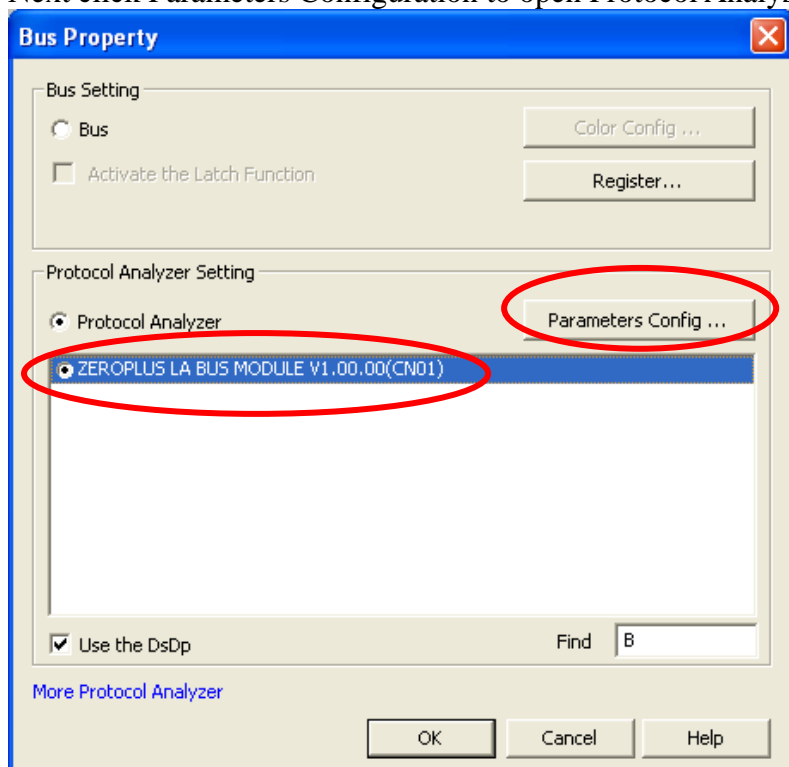 Next click Parameters Configuration to open Protocol Analy
Bus Property
Bus Setting
Bus
Color Config ...
Activate the Latch Function
Register...
Protocol Analyzer Setting
Protocol Analyzer
Parameters Config ...
ZEROPLUS LA BUS MODULE V1.00.00(CN01)
Use the DsDp
Find B
More Protocol Analyzer
OK Cancel Help